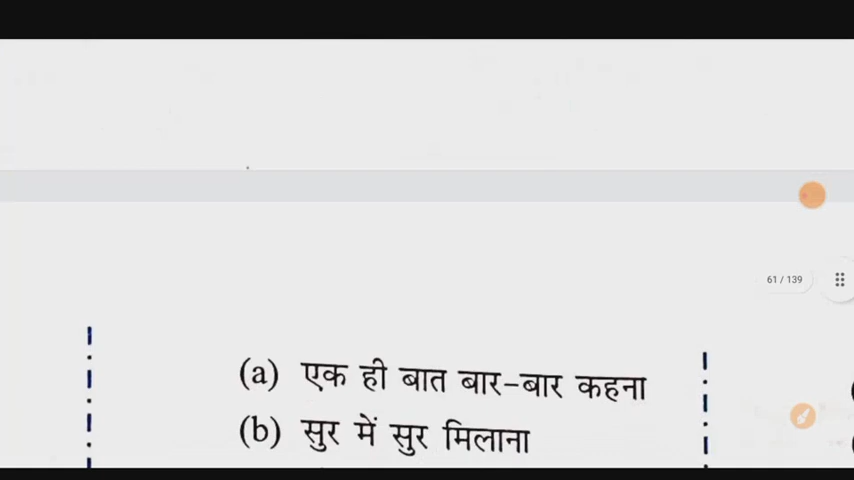 61 / 139
(a) एक ही बात बार-बार कहना
(b) सुर में सुर मिलाना